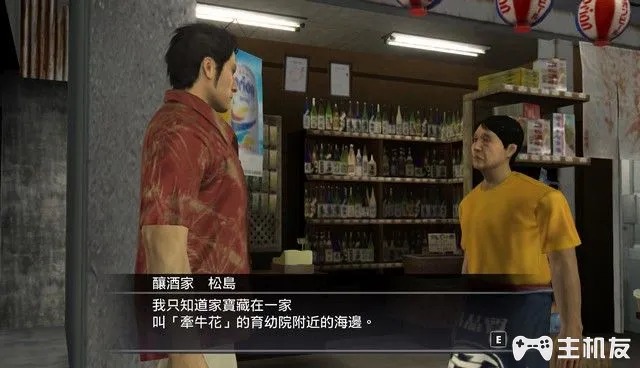 釀酒家　松島
我只知道家寶藏在一家
叫「牽牛花」的育幼院附近的海邊。
E
主机友